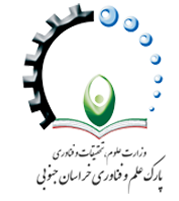 وزارت علوم، تحقیقات و فناوری
پارک علم و فناوری خراسان جنوبی